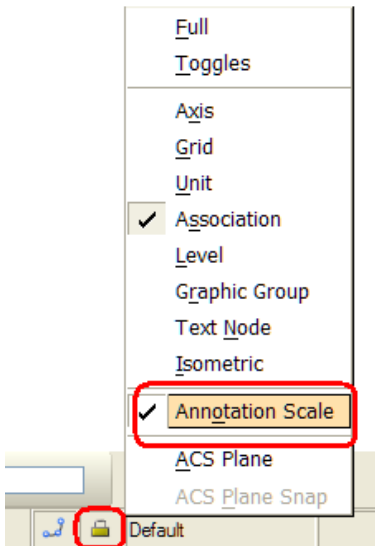 Full
Toggles
Axis
Grid
Unit
Association
Level
Graphic Group
Text Node
Isometric
Annotation Scale
ACS Plane
ACS Plane Snap
Default